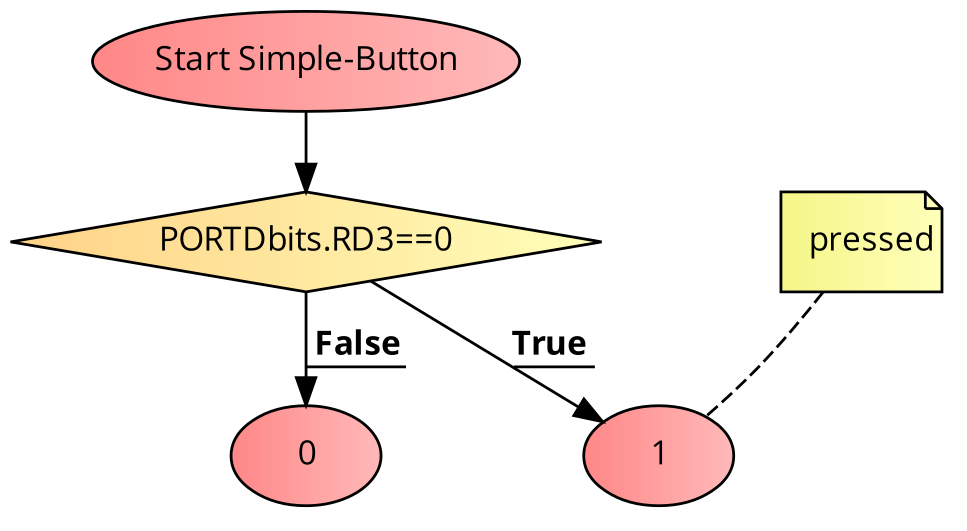 Start Simple-Button
PORTDbits.RD3==0
pressed
False
True
0
1